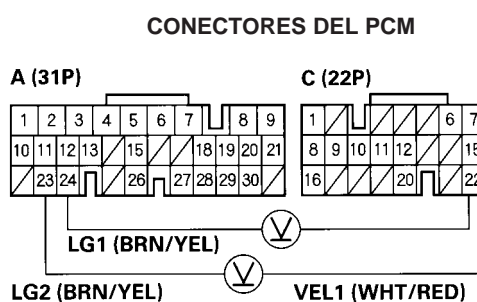 CONECTORES DEL PCM
A (31P)
C (22P)
1 2 3 4 5 6 7 8 9
10 11 12 13 15 18 19 20 21
23 24 26 27 28 29 30
1 6 7
8 9 10 11 12 15
16 20 22
LG1 (BRN/YEL)
V
V
LG2 (BRN/YEL)
VEL1 (WHT/RED)